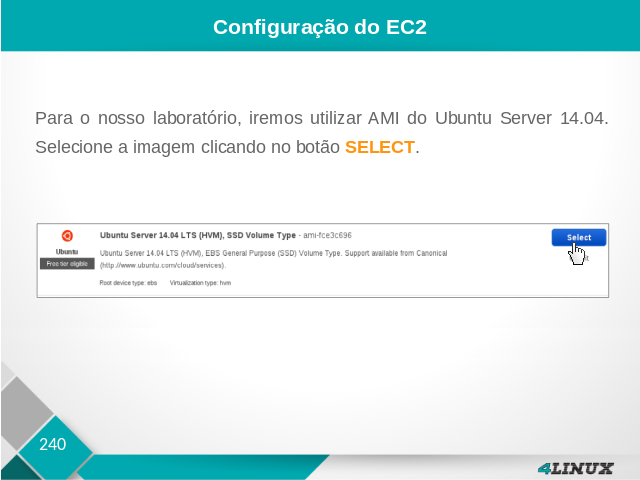 Configuração do EC2
Para o nosso laboratório, iremos utilizar AMI do Ubuntu Server 14.04.
Selecione a imagem clicando no botão SELECT.
Ubuntu Server 14.04 LTS (HVM), SSD Volume Type - ami-fce3c696
Select
Ubuntu
Free tier eligible
Ubuntu Server 14.04 LTS (HVM), EBS General Purpose (SSD) Volume Type. Support available from Canonical
(http://www.ubuntu.com/cloud/services).
Root device type: ebs Virtualization type: hvm
240
4LINUX